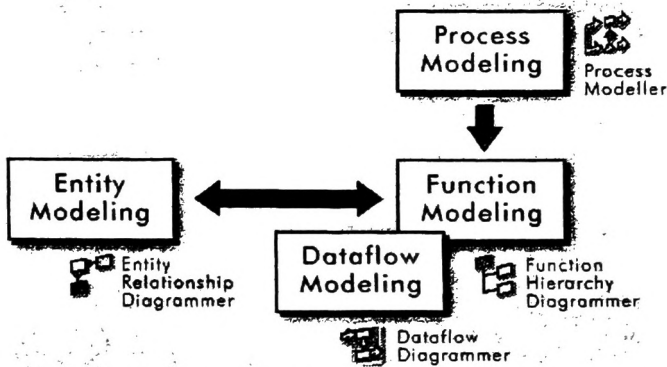 Process
Modeling
Process
Modeller
Entity
Modeling
Function
Modeling
Dataflow
Modeling
Entity
Relationship
Diagrammer
Function
Hierarchy
Diagrammer
Dataflow
Diagrammer